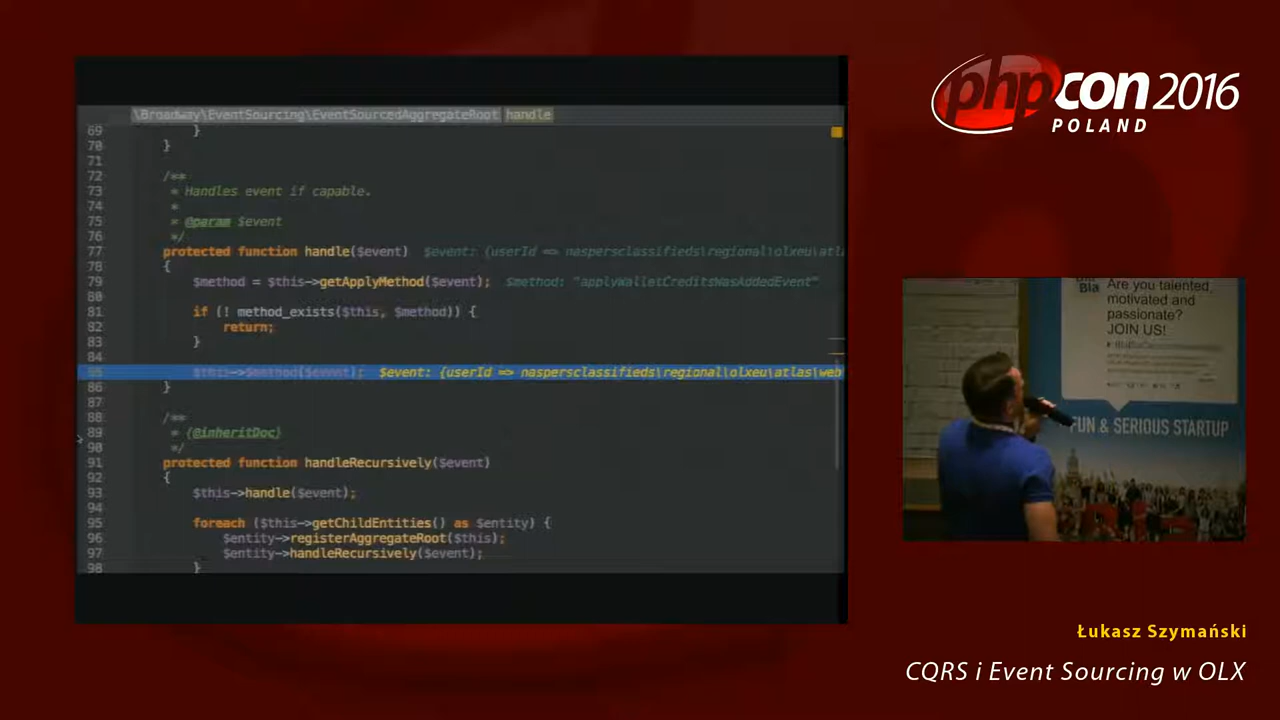 \Broadway\EventSourcing\EventSourcedAggregateRoot handle
69 }
70 }
71
72 /**
73 * Handles event if capable.
74 *
75 * @param $event
76 */
77 protected function handle($event) $event: {userId => naspersclassifieds\regional\olxeu\atla
78 {
79 $method = $this->getApplyMethod($event); $method: "applyWalletCreditsWasAddedEvent"
80
81 if (! method_exists($this, $method)) {
82 return;
83 }
84
85 $this->$method($event); $event: {userId => naspersclassifieds\regional\olxeu\atlas\web
86 }
87
88 /**
89 * {@inheritDoc}
90 */
91 protected function handleRecursively($event)
92 {
93 $this->handle($event);
94
95 foreach ($this->getChildEntities() as $entity) {
96 $entity->registerAggregateRoot($this);
97 $entity->handleRecursively($event);
98 }
phpcon 2016
POLAND
Bla
Are you talented,
motivated and
passionate?
JOIN US!
FUN & SERIOUS STARTUP
Łukasz Szymański
CQRS i Event Sourcing w OLX